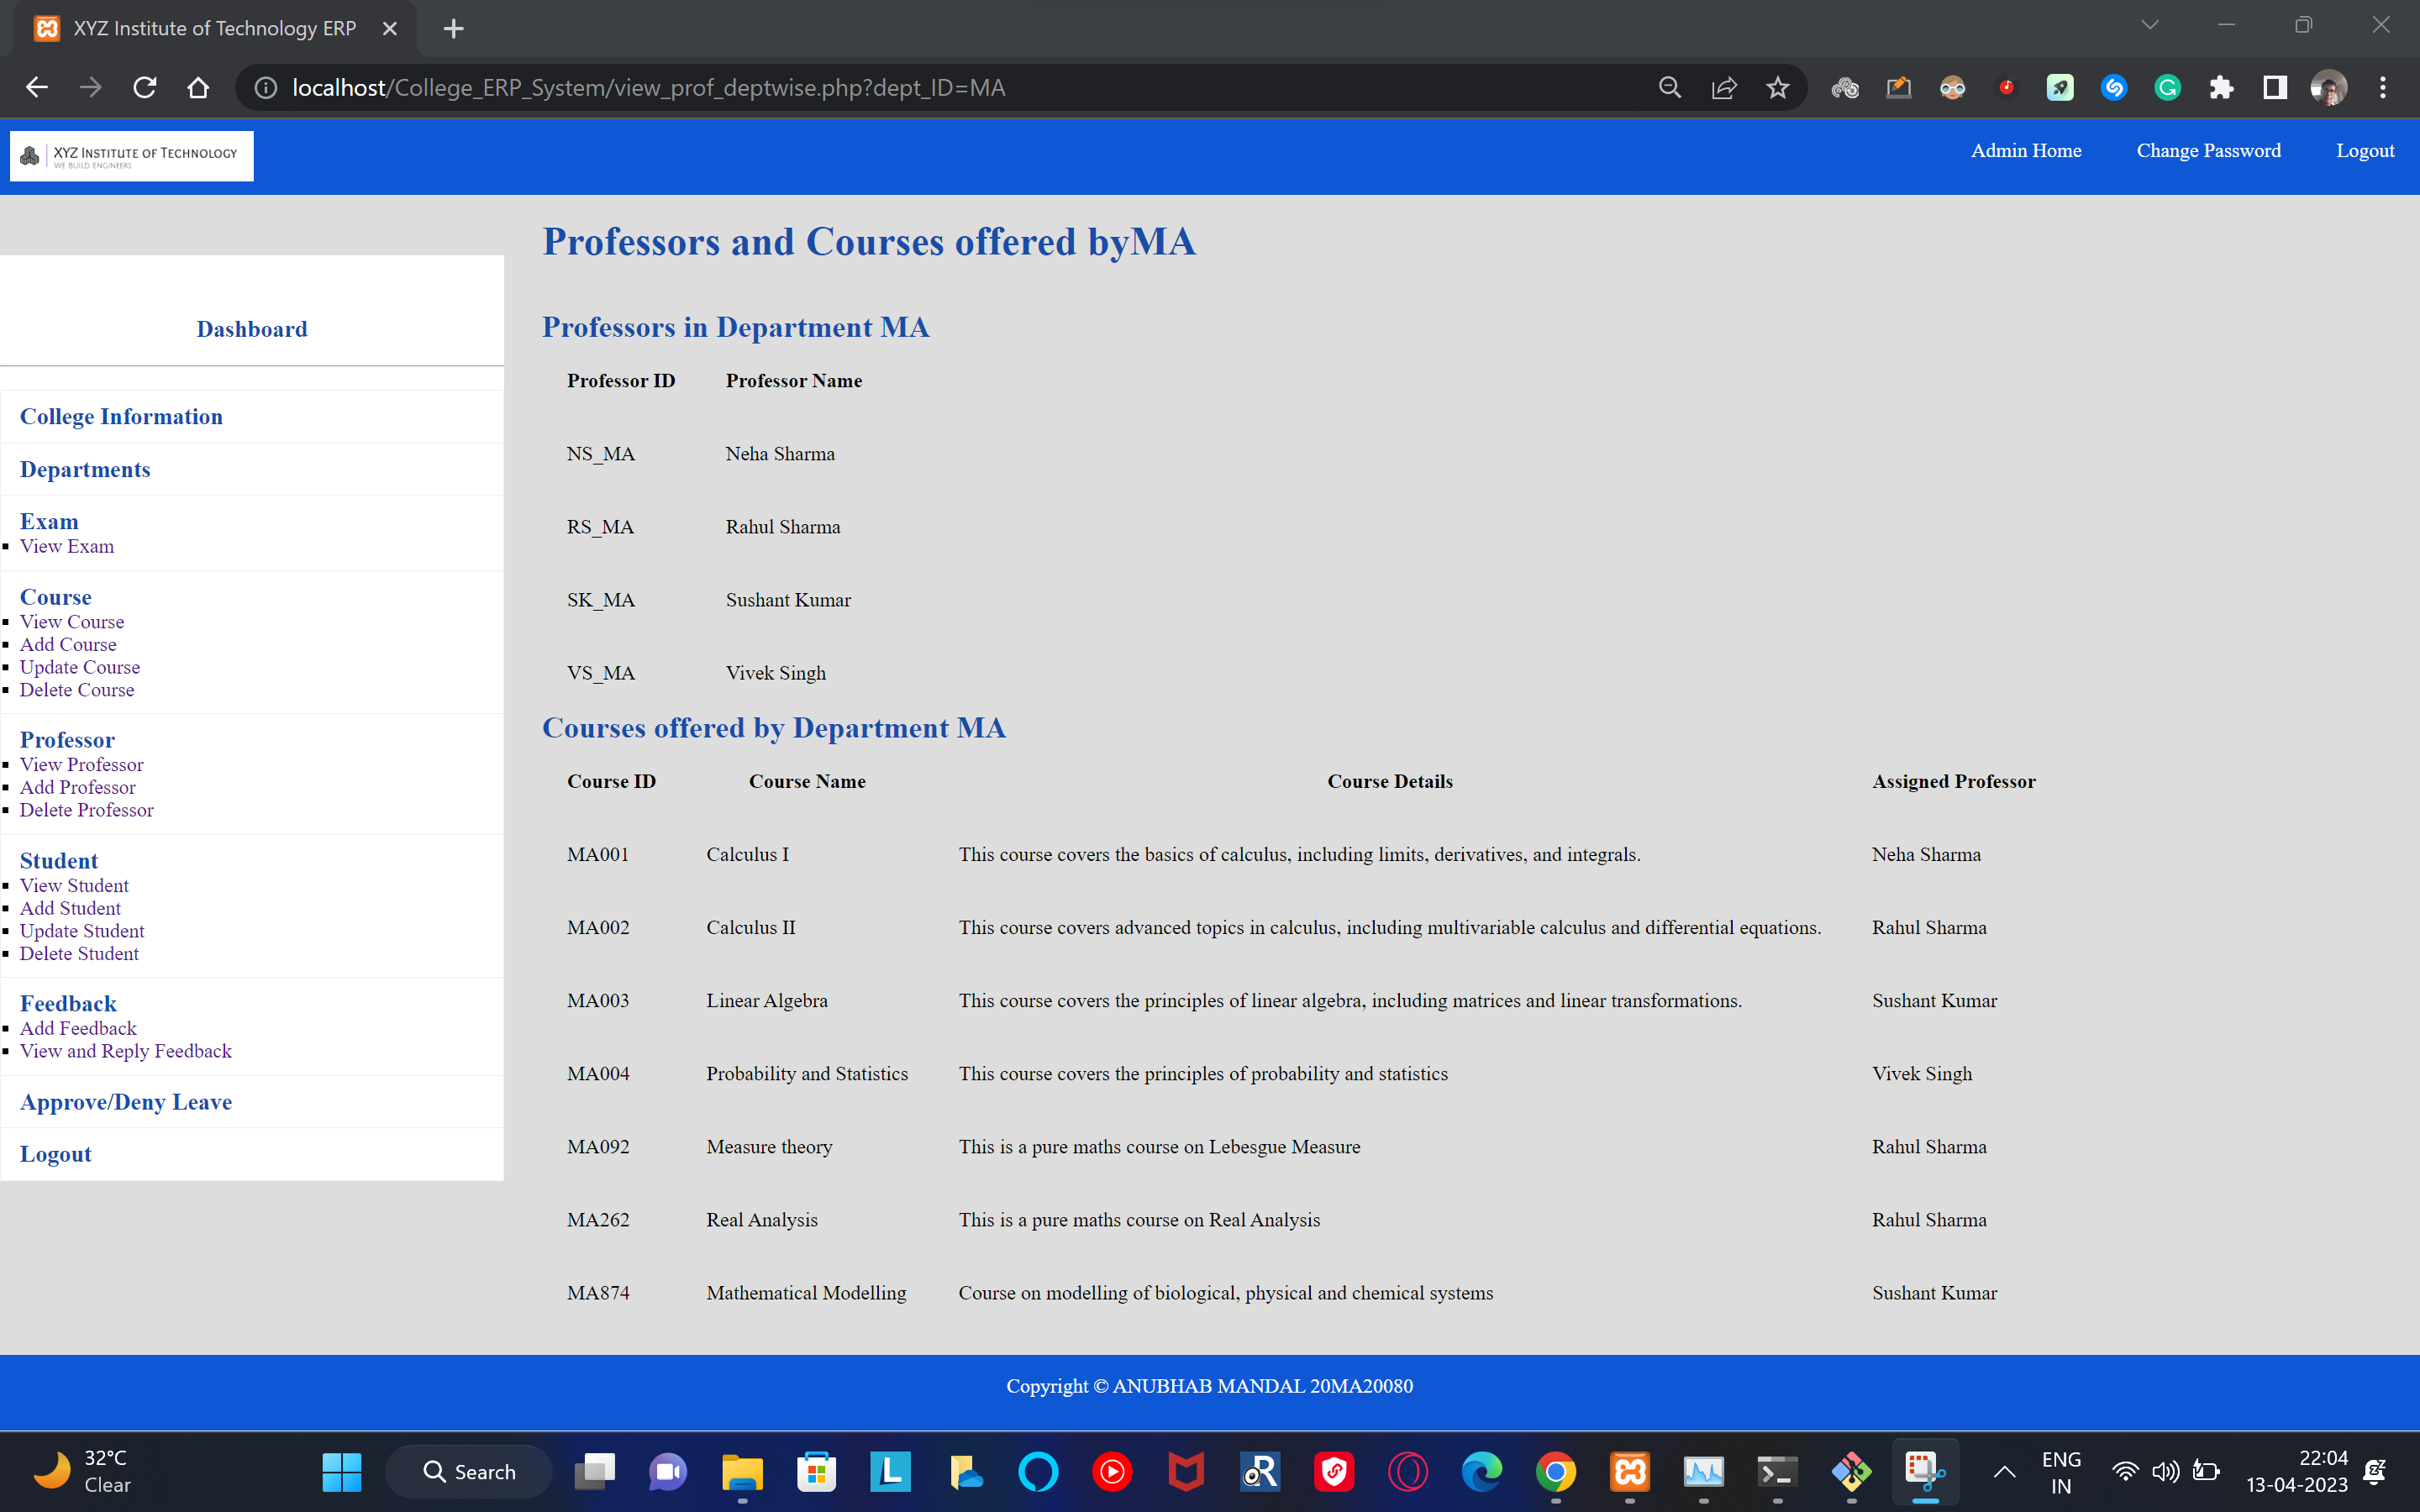 XYZ Institute of Technology ERP
localhost/College_ERP_System/view_prof_deptwise.php?dept_ID=MA
XYZ INSTITUTE OF TECHNOLOGY
WE BUILD ENGINEERS
Admin Home Change Password Logout
Dashboard
College Information
Departments
Exam
View Exam
Course
View Course
Add Course
Update Course
Delete Course
Professor
View Professor
Add Professor
Delete Professor
Student
View Student
Add Student
Update Student
Delete Student
Feedback
Add Feedback
View and Reply Feedback
Approve/Deny Leave
Logout
Professors and Courses offered byMA
Professors in Department MA
Professor ID Professor Name
NS_MA Neha Sharma
RS_MA Rahul Sharma
SK_MA Sushant Kumar
VS_MA Vivek Singh
Courses offered by Department MA
Course ID Course Name Course Details Assigned Professor
MA001 Calculus I This course covers the basics of calculus, including limits, derivatives, and integrals. Neha Sharma
MA002 Calculus II This course covers advanced topics in calculus, including multivariable calculus and differential equations. Rahul Sharma
MA003 Linear Algebra This course covers the principles of linear algebra, including matrices and linear transformations. Sushant Kumar
MA004 Probability and Statistics This course covers the principles of probability and statistics Vivek Singh
MA092 Measure theory This is a pure maths course on Lebesgue Measure Rahul Sharma
MA262 Real Analysis This is a pure maths course on Real Analysis Rahul Sharma
MA874 Mathematical Modelling Course on modelling of biological, physical and chemical systems Sushant Kumar
Copyright © ANUBHAB MANDAL 20MA20080
32°C
Clear
Search
ENG
IN
22:04
13-04-2023